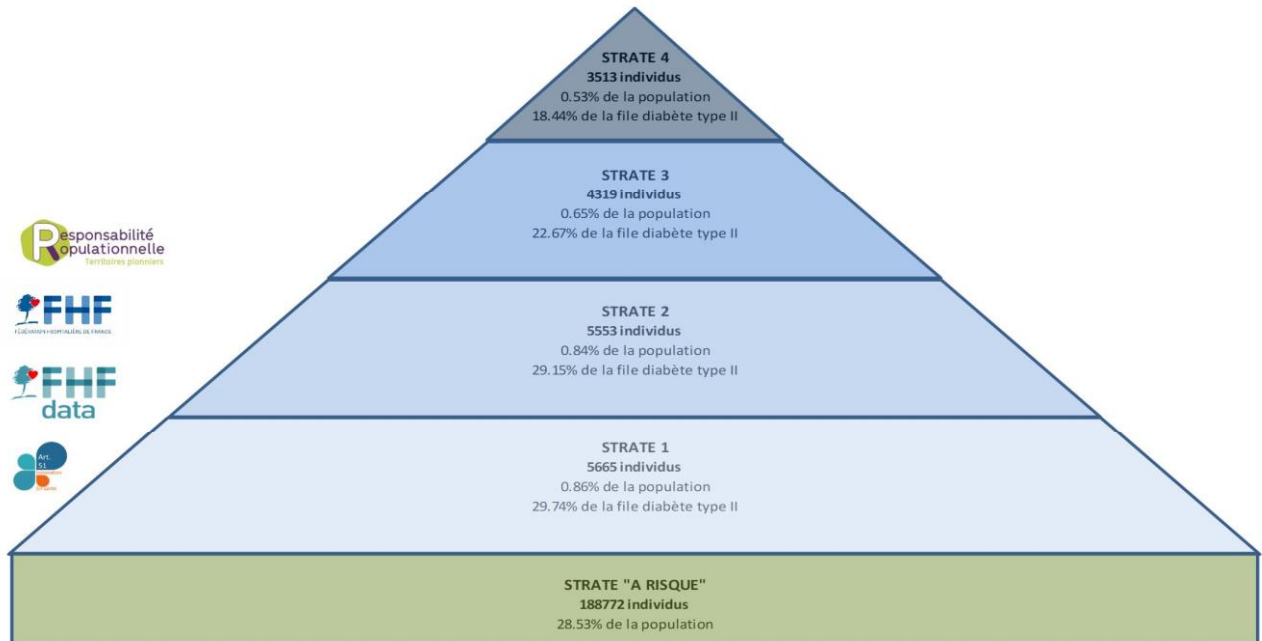 STRATE 4
3513 individus
0.53% de la population
18.44% de la file diabète type II
STRATE 3
4319 individus
0.65% de la population
22.67% de la file diabète type II
Responsabilité
Populationnelle
Territoires pionniers
FHF
FÉDÉRATION HOSPITALIÈRE DE FRANCE
STRATE 2
5553 individus
0.84% de la population
29.15% de la file diabète type II
FHF
data
STRATE 1
5665 individus
0.86% de la population
29.74% de la file diabète type II
Art.
51
STRATE "A RISQUE"
188772 individus
28.53% de la population